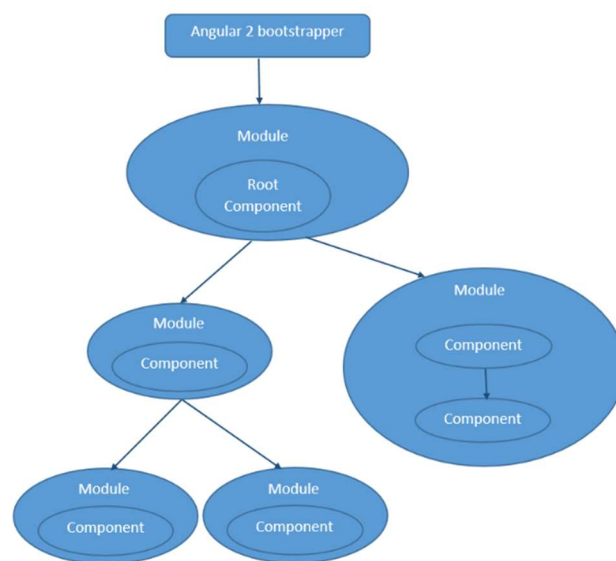 Angular 2 bootstrapper
Module
Root
Component
Module
Component
Module
Component
Component
Module
Component
Module
Component